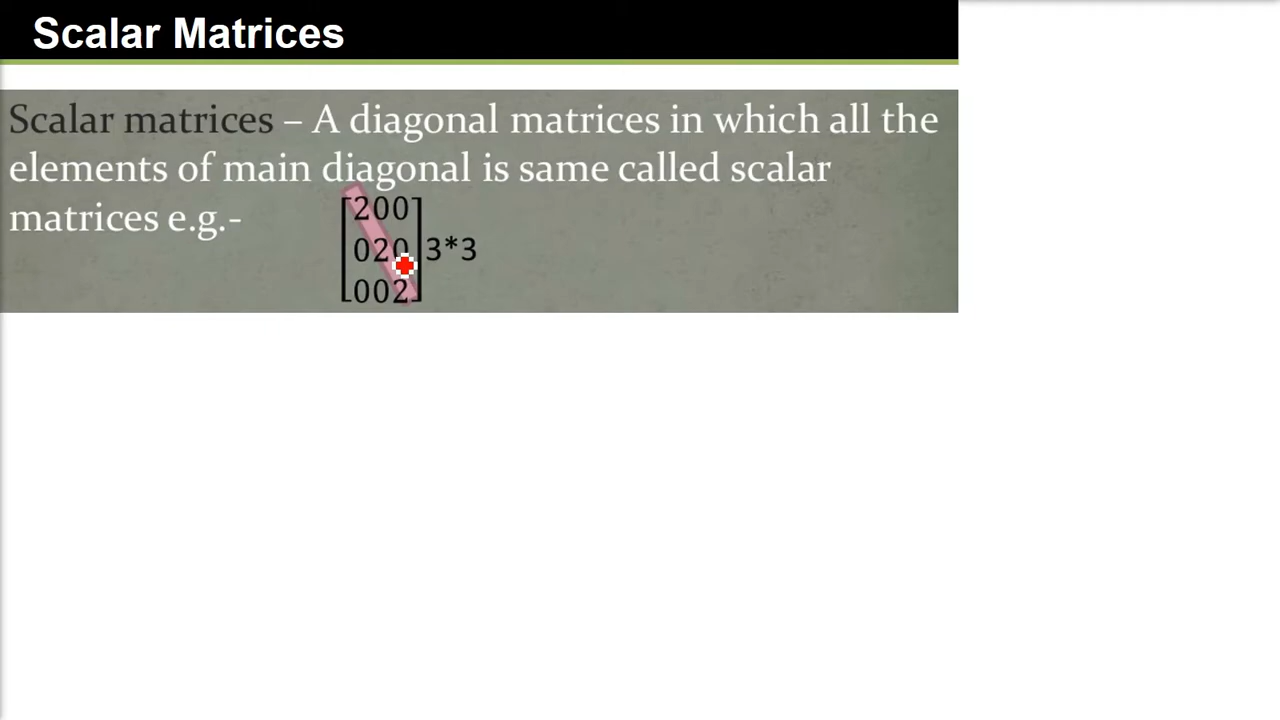 Scalar Matrices
Scalar matrices – A diagonal matrices in which all the
elements of main diagonal is same called scalar
matrices e.g.-
[200]
[020] 3*3
[002]